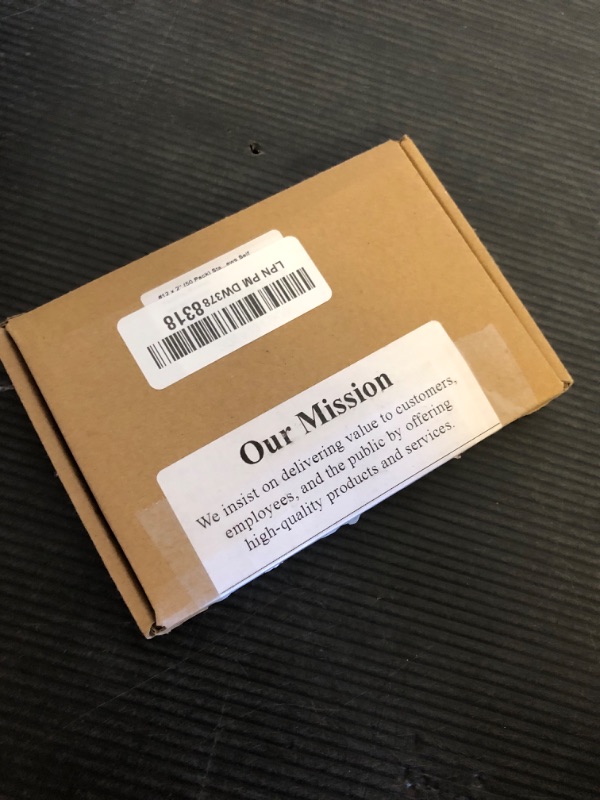 #12 x 2" (50 Pack) Sta...ews Self
LPN PM DW3788318
Our Mission
We insist on delivering value to customers,
employees, and the public by offering
high-quality products and services.